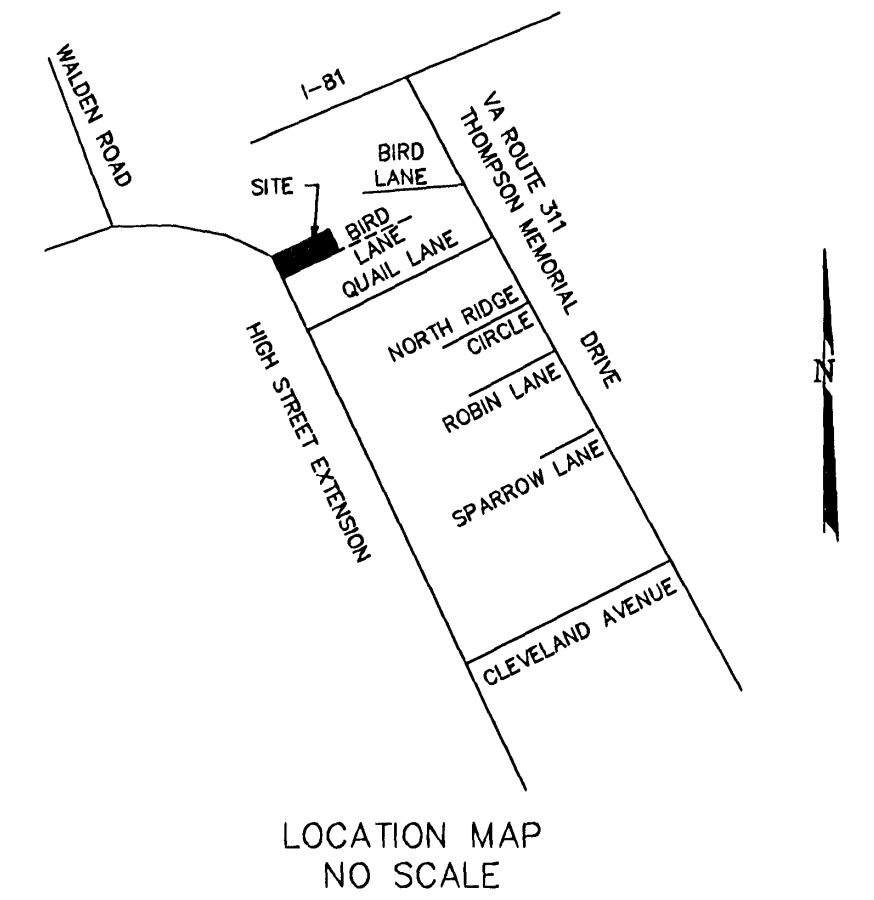 WALDEN ROAD
I-81
VA ROUTE 311
THOMPSON MEMORIAL DRIVE
BIRD
LANE
SITE
BIRD
LANE
QUAIL LANE
NORTH RIDGE
CIRCLE
ROBIN LANE
N
HIGH STREET EXTENSION
SPARROW LANE
CLEVELAND AVENUE
LOCATION MAP
NO SCALE